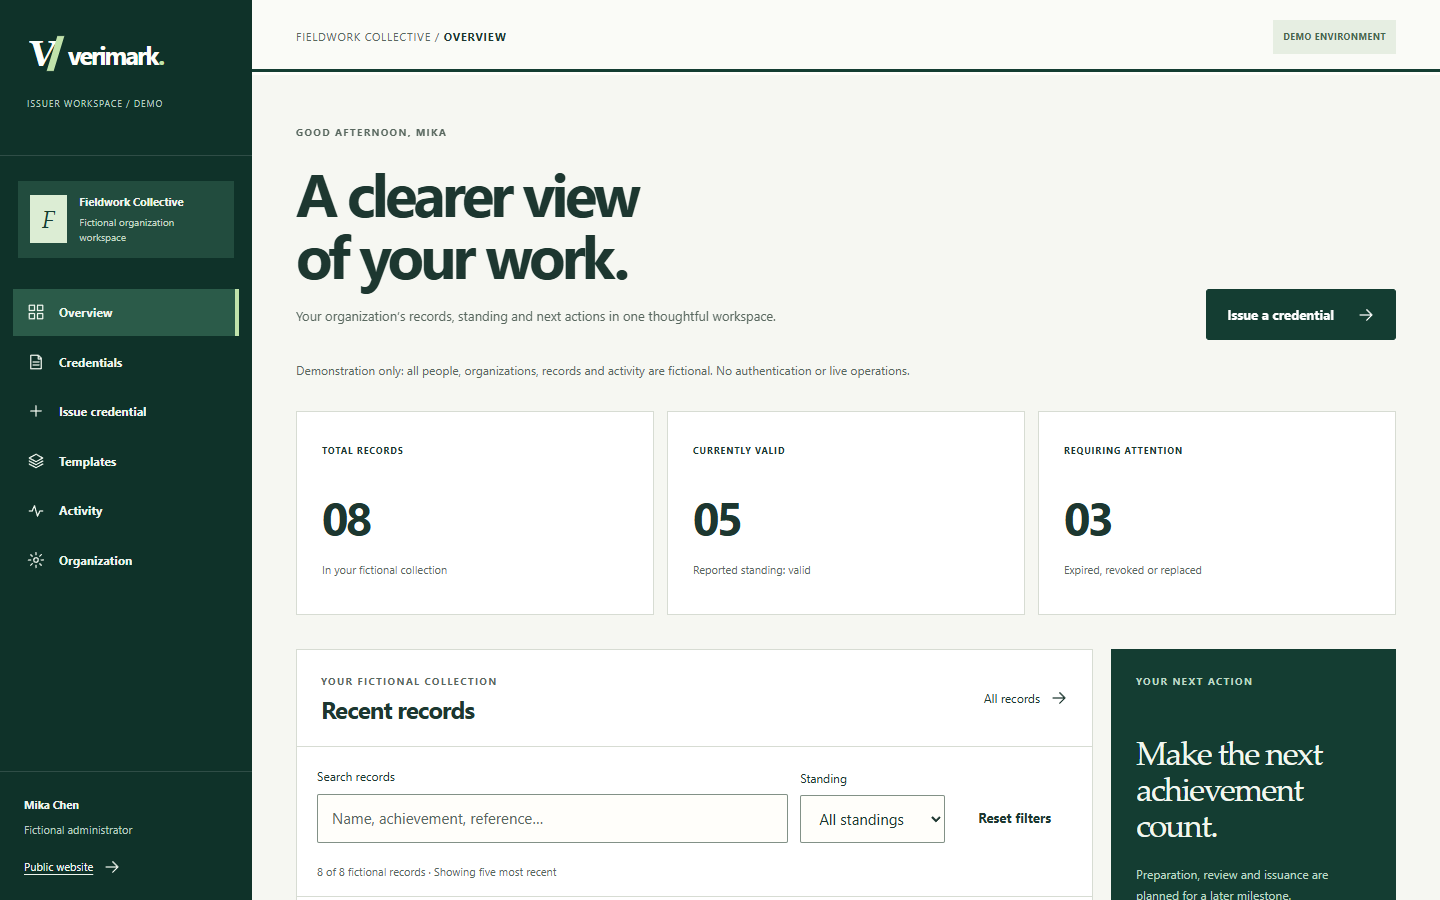 V/ verimark.
ISSUER WORKSPACE / DEMO
F
Fieldwork Collective
Fictional organization
workspace
Overview
Credentials
Issue credential
Templates
Activity
Organization
Mika Chen
Fictional administrator
Public website
FIELDWORK COLLECTIVE / OVERVIEW
DEMO ENVIRONMENT
GOOD AFTERNOON, MIKA
A clearer view
of your work.
Your organization's records, standing and next actions in one thoughtful workspace.
Issue a credential
Demonstration only: all people, organizations, records and activity are fictional. No authentication or live operations.
TOTAL RECORDS
08
In your fictional collection
CURRENTLY VALID
05
Reported standing: valid
REQUIRING ATTENTION
03
Expired, revoked or replaced
YOUR FICTIONAL COLLECTION
Recent records
All records
Search records
Name, achievement, reference...
Standing
All standings
Reset filters
8 of 8 fictional records · Showing five most recent
YOUR NEXT ACTION
Make the next
achievement
count.
Preparation, review and issuance are
planned for a later milestone.